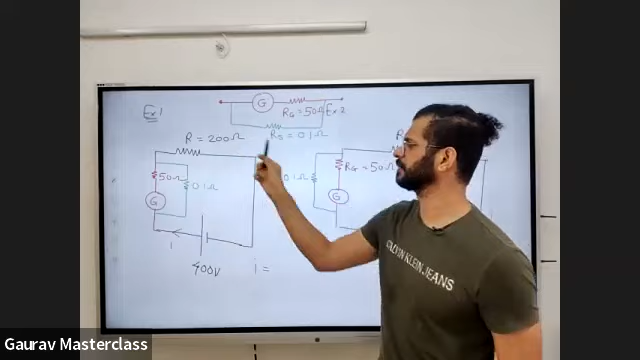 Ex1
G
RG = 50Ω
Ex2
RS = 0.1Ω
R = 200Ω
50Ω
0.1Ω
G
i
400V
i =
R
0.1Ω
RG = 50Ω
G
CALVIN KLEIN JEANS
Gaurav Masterclass